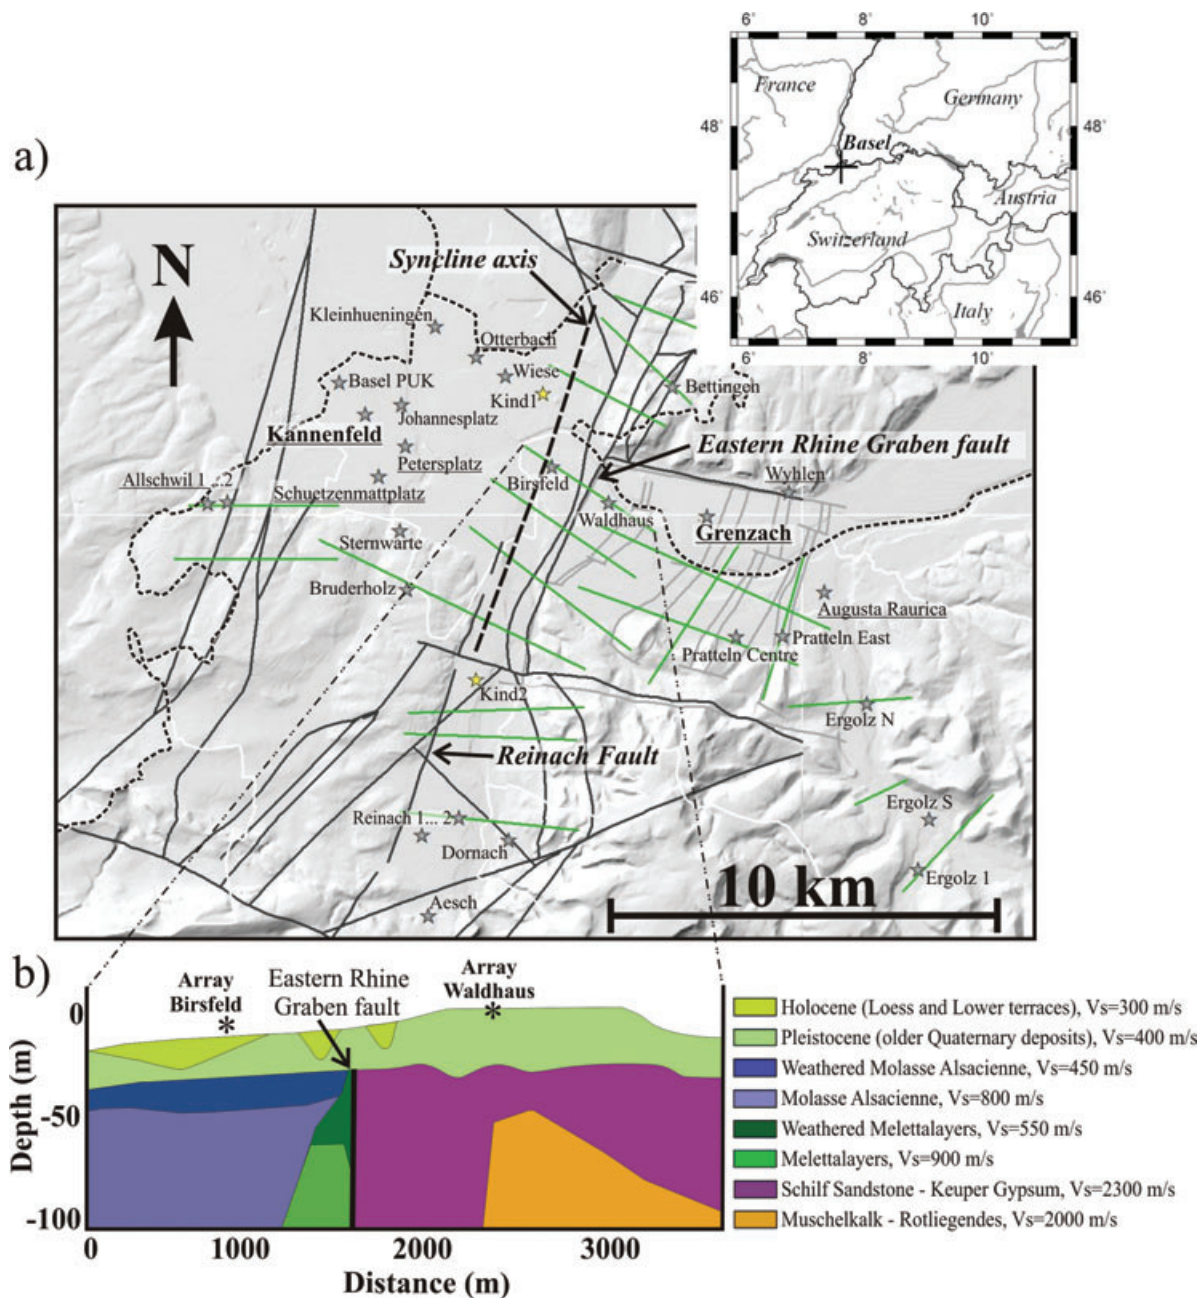 6˚ 8˚ 10˚
France
Germany
48˚ 48˚
Basel
Austria
Switzerland
46˚ 46˚
Italy
6˚ 8˚ 10˚
a)
N
Syncline axis
Kleinhueningen
Otterbach
Wiese
Basel PUK
Kind1
Bettingen
Johannesplatz
Kannenfeld
Eastern Rhine Graben fault
Petersplatz
Birsfeld
Wyhlen
Allschwil 1 ... 2
Schuetzenmattplatz
Waldhaus
Grenzach
Sternwarte
Bruderholz
Augusta Raurica
Pratteln East
Pratteln Centre
Kind2
Ergolz N
Reinach Fault
Ergolz S
Reinach 1... 2
Dornach
Ergolz 1
10 km
Aesch
b)
Array
Birsfeld
*
Eastern Rhine
Graben fault
Array
Waldhaus
*
0
-50
-100
Depth (m)
0 1000 2000 3000
Distance (m)
Holocene (Loess and Lower terraces), Vs=300 m/s
Pleistocene (older Quaternary deposits), Vs=400 m/s
Weathered Molasse Alsacienne, Vs=450 m/s
Molasse Alsacienne, Vs=800 m/s
Weathered Melettalayers, Vs=550 m/s
Melettalayers, Vs=900 m/s
Schilf Sandstone - Keuper Gypsum, Vs=2300 m/s
Muschelkalk - Rotliegendes, Vs=2000 m/s